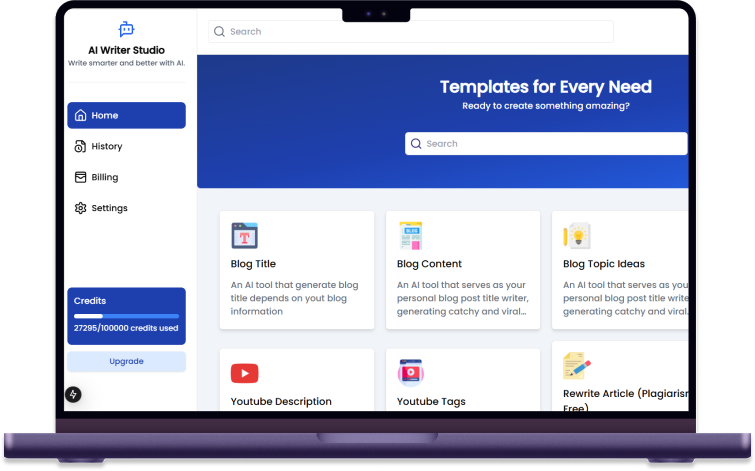 AI Writer Studio
Write smarter and better with AI.
Home
History
Billing
Settings
Credits
27295/100000 credits used
Upgrade
Search
Templates for Every Need
Ready to create something amazing?
Search
Blog Title
An AI tool that generate blog
title depends on yout blog
information
BLOG
Blog Content
An AI tool that serves as your
personal blog post title writer,
generating catchy and viral...
Blog Topic Ideas
An AI tool that serves as you
personal blog post title write
generating catchy and viral.
Youtube Description
Youtube Tags
Rewrite Article (Plagiarism
Free)